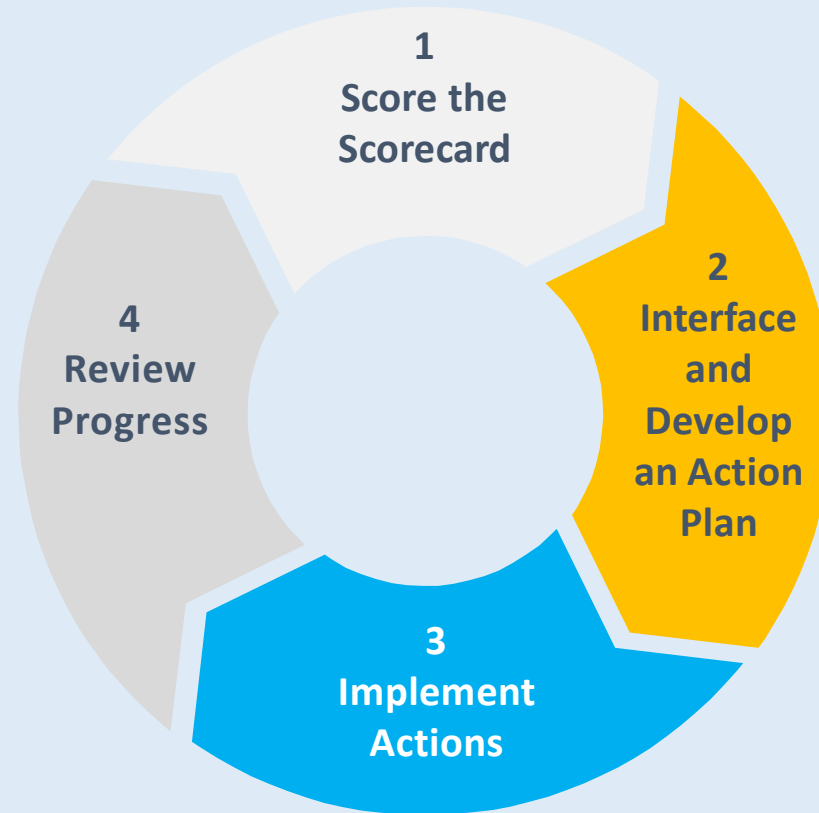 1
Score the
Scorecard
2
Interface
and
Develop
an Action
Plan
3
Implement
Actions
4
Review
Progress